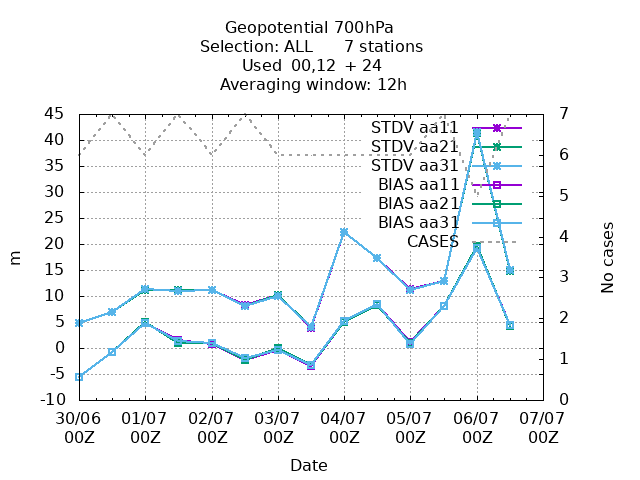 Geopotential 700hPa
Selection: ALL 7 stations
Used 00,12 + 24
Averaging window: 12h
45
40
35
30
25
20
15
10
5
0
-5
-10
m
7
6
5
4
3
2
1
0
No cases
STDV aa11
STDV aa21
STDV aa31
BIAS aa11
BIAS aa21
BIAS aa31
CASES
30/06 01/07 02/07 03/07 04/07 05/07 06/07 07/07
00Z 00Z 00Z 00Z 00Z 00Z 00Z 00Z
Date